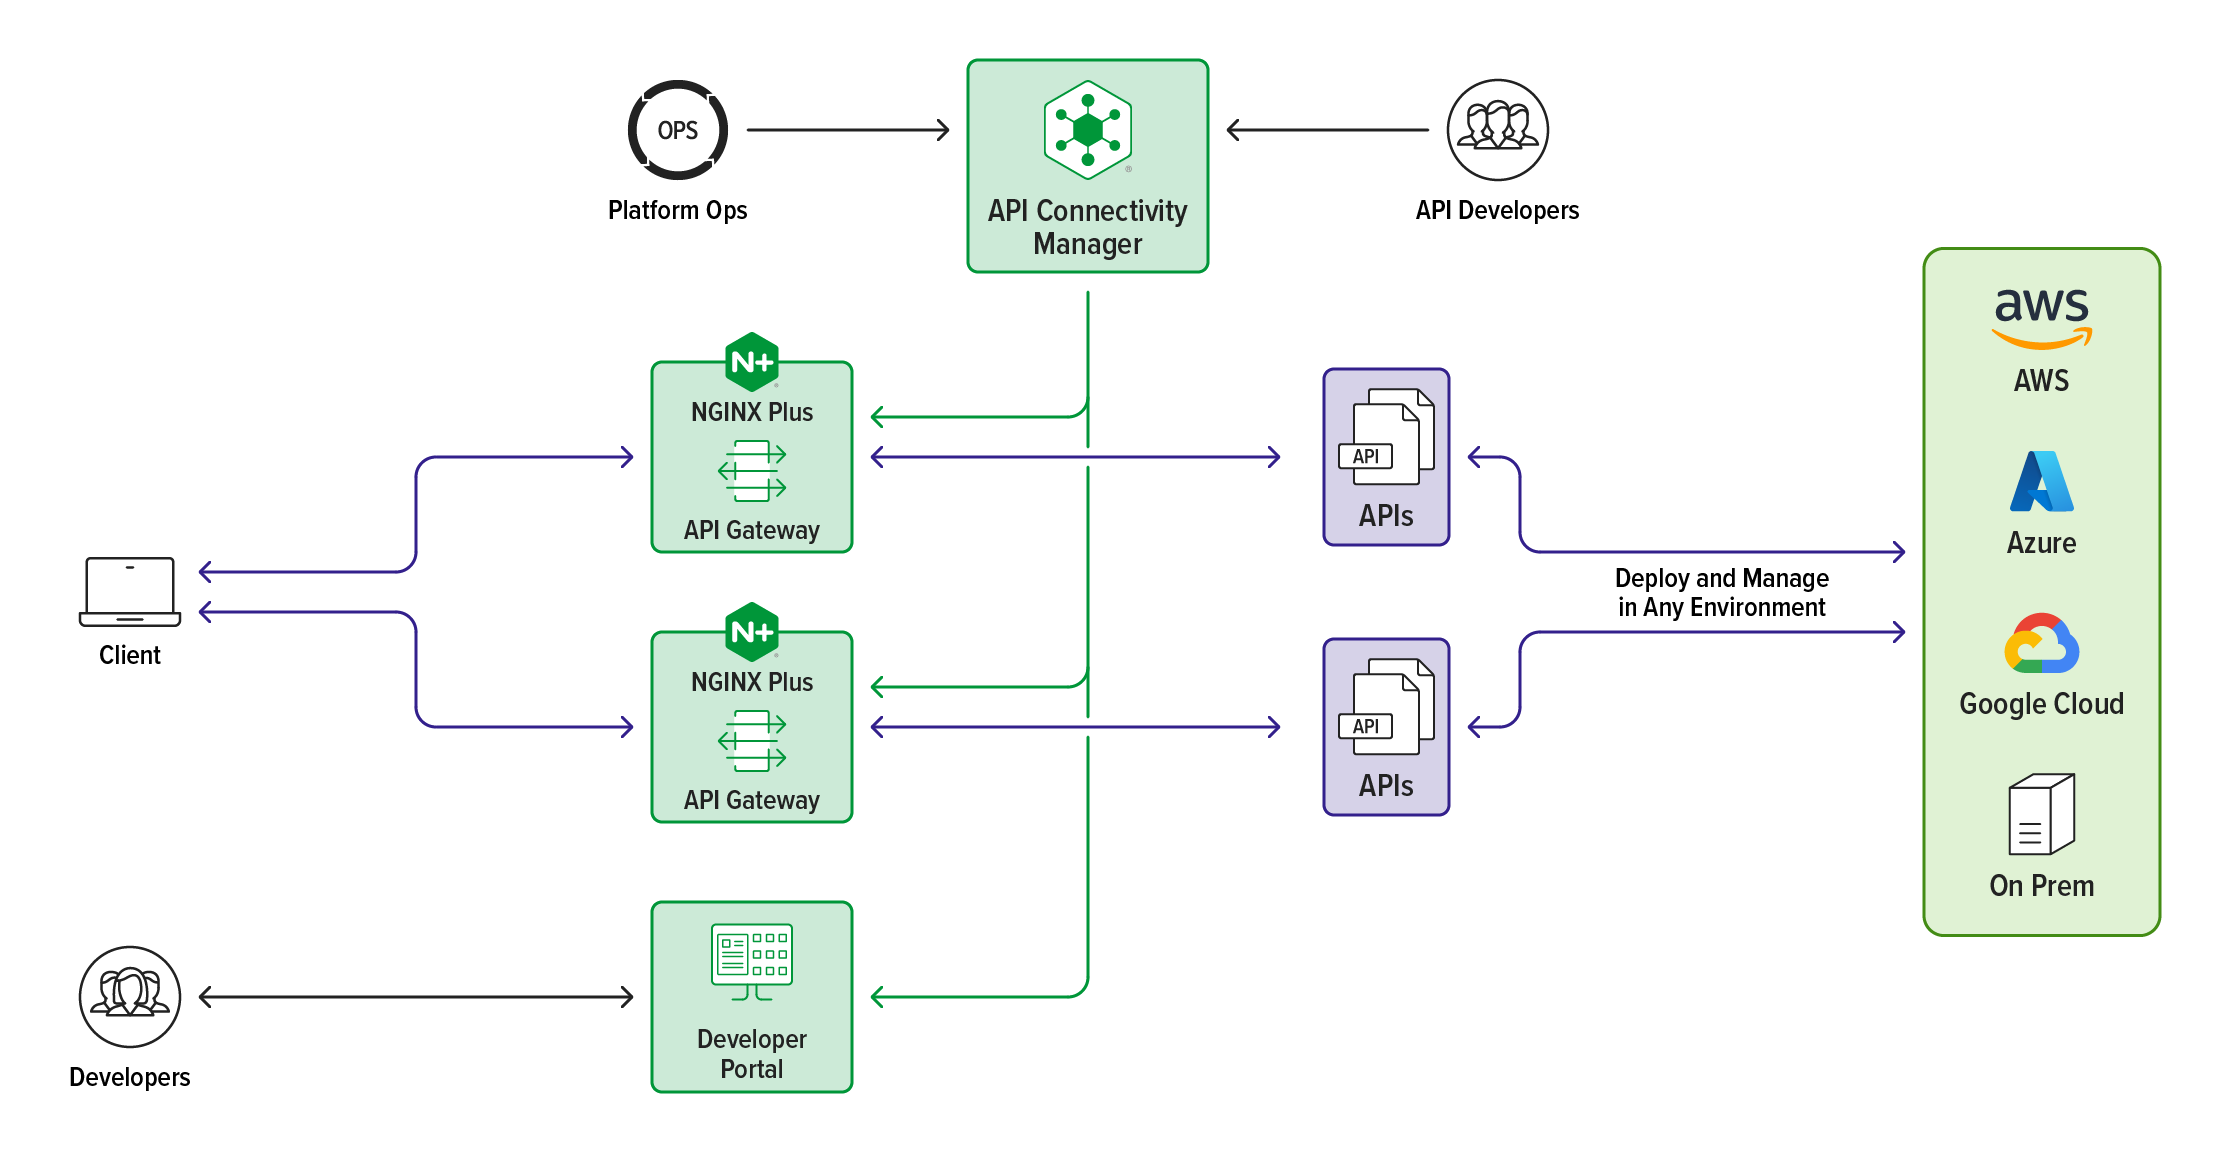 OPS
Platform Ops
®
API Connectivity
Manager
API Developers
N+
®
NGINX Plus
API Gateway
API
APIs
aws
AWS
Azure
Google Cloud
On Prem
Deploy and Manage
in Any Environment
Client
N+
®
NGINX Plus
API Gateway
API
APIs
Developers
Developer
Portal